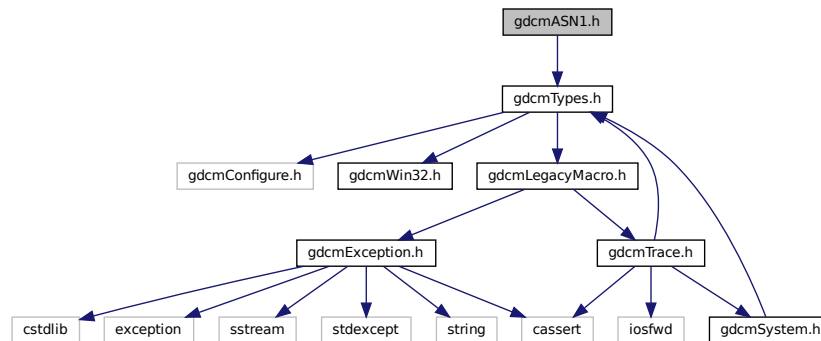 gdcmASN1.h
gdcmTypes.h
gdcmConfigure.h
gdcmWin32.h
gdcmLegacyMacro.h
gdcmException.h
gdcmTrace.h
cstdlib
exception
sstream
stdexcept
string
cassert
iosfwd
gdcmSystem.h